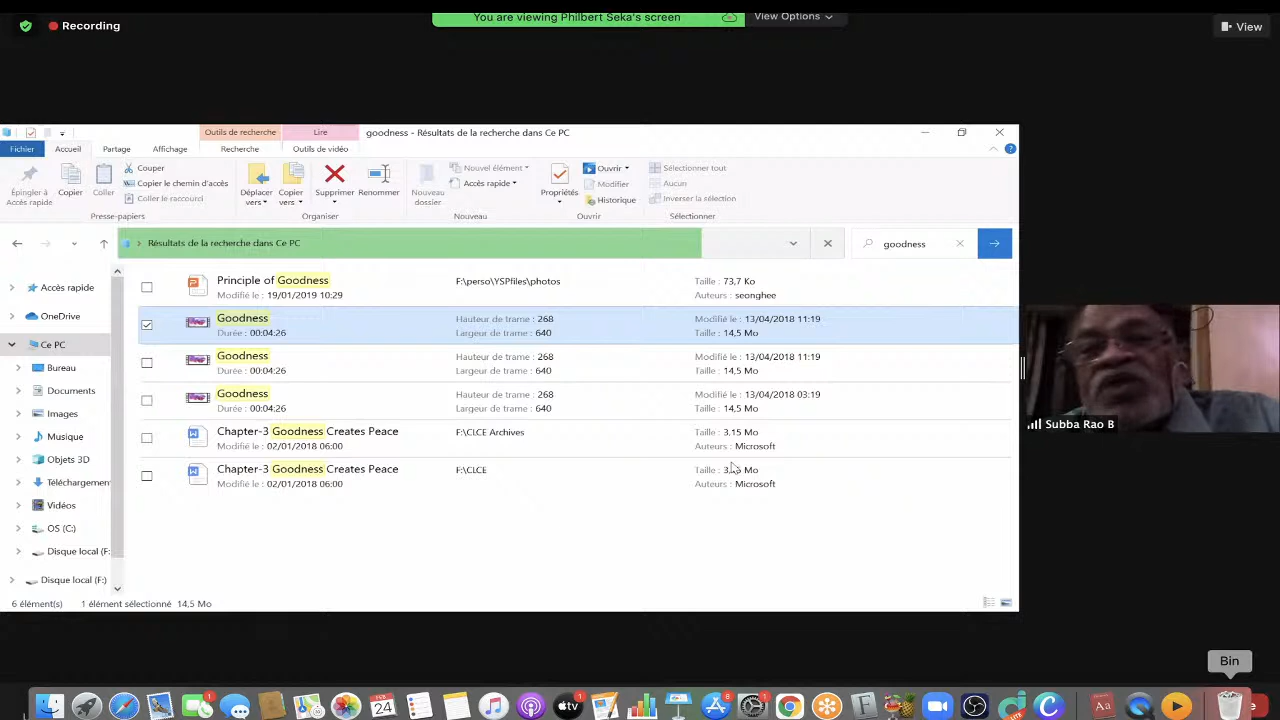 Recording
You are viewing Philbert Seka's screen
View Options
View
Outils de recherche
Lire
goodness - Résultats de la recherche dans Ce PC
Fichier
Accueil
Partage
Affichage
Recherche
Outils de vidéo
Épingler à
Accès rapide
Copier
Coller
Couper
Copier le chemin d'accès
Coller le raccourci
Presse-papiers
Déplacer
vers
Copier
vers
Supprimer
Renommer
Organiser
Nouveau
dossier
Nouvel élément
Accès rapide
Nouveau
Propriétés
Ouvrir
Modifier
Historique
Ouvrir
Sélectionner tout
Aucun
Inverser la sélection
Sélectionner
Résultats de la recherche dans Ce PC
goodness
Accès rapide
OneDrive
Ce PC
Bureau
Documents
Images
Musique
Objets 3D
Téléchargemen
Vidéos
OS (C:)
Disque local (F:
Disque local (F:)
Principle of Goodness
F:\perso\YSPfiles\photos
Taille : 73,7 Ko
Modifié le : 19/01/2019 10:29
Auteurs : seonghee
Goodness
Hauteur de trame : 268
Modifié le : 13/04/2018 11:19
Durée : 00:04:26
Largeur de trame : 640
Taille : 14,5 Mo
Goodness
Hauteur de trame : 268
Modifié le : 13/04/2018 11:19
Durée : 00:04:26
Largeur de trame : 640
Taille : 14,5 Mo
Goodness
Hauteur de trame : 268
Modifié le : 13/04/2018 03:19
Durée : 00:04:26
Largeur de trame : 640
Taille : 14,5 Mo
Chapter-3 Goodness Creates Peace
F:\CLCE Archives
Taille : 3,15 Mo
Modifié le : 02/01/2018 06:00
Auteurs : Microsoft
Chapter-3 Goodness Creates Peace
F:\CLCE
Taille : Mo
Modifié le : 02/01/2018 06:00
Auteurs : Microsoft
6 élément(s)
1 élément sélectionné 14,5 Mo
Subba Rao B
Bin
1
FEB
24
tv
1
8
1